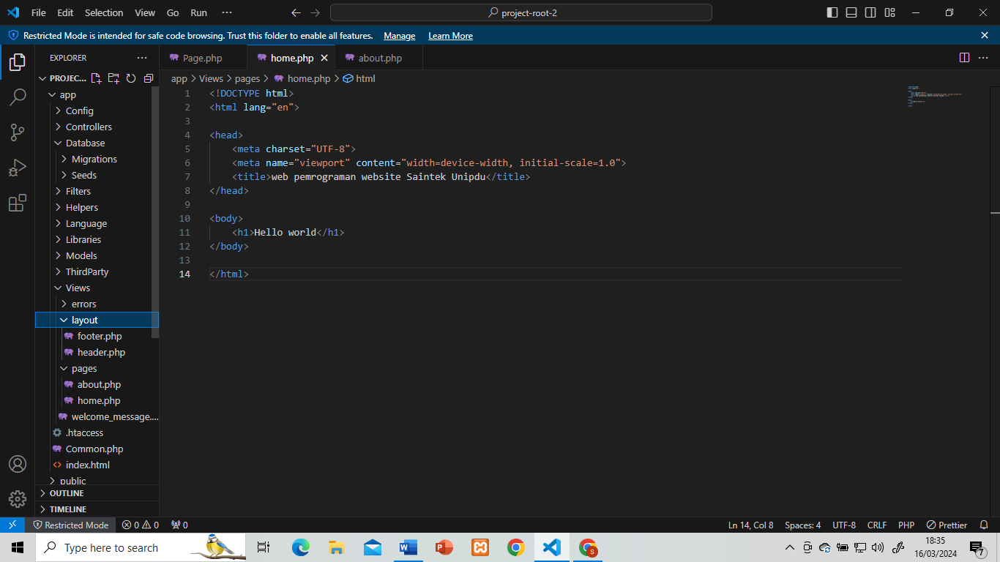 File Edit Selection View Go Run ··· project-root-2
Restricted Mode is intended for safe code browsing. Trust this folder to enable all features. Manage Learn More
EXPLORER
PROJEC...
app
Config
Controllers
Database
Migrations
Seeds
Filters
Helpers
Language
Libraries
Models
ThirdParty
Views
errors
layout
footer.php
header.php
pages
about.php
home.php
welcome_message....
.htaccess
Common.php
index.html
public
OUTLINE
TIMELINE
Page.php home.php about.php
app > Views > pages > home.php > html
1 <!DOCTYPE html>
2 <html lang="en">
3
4 <head>
5 <meta charset="UTF-8">
6 <meta name="viewport" content="width=device-width, initial-scale=1.0">
7 <title>web pemrograman website Saintek Unipdu</title>
8 </head>
9
10 <body>
11 <h1>Hello world</h1>
12 </body>
13
14 </html>
Restricted Mode 0 0 0 Ln 14, Col 8 Spaces: 4 UTF-8 CRLF PHP Prettier
Type here to search
18:35
16/03/2024
7